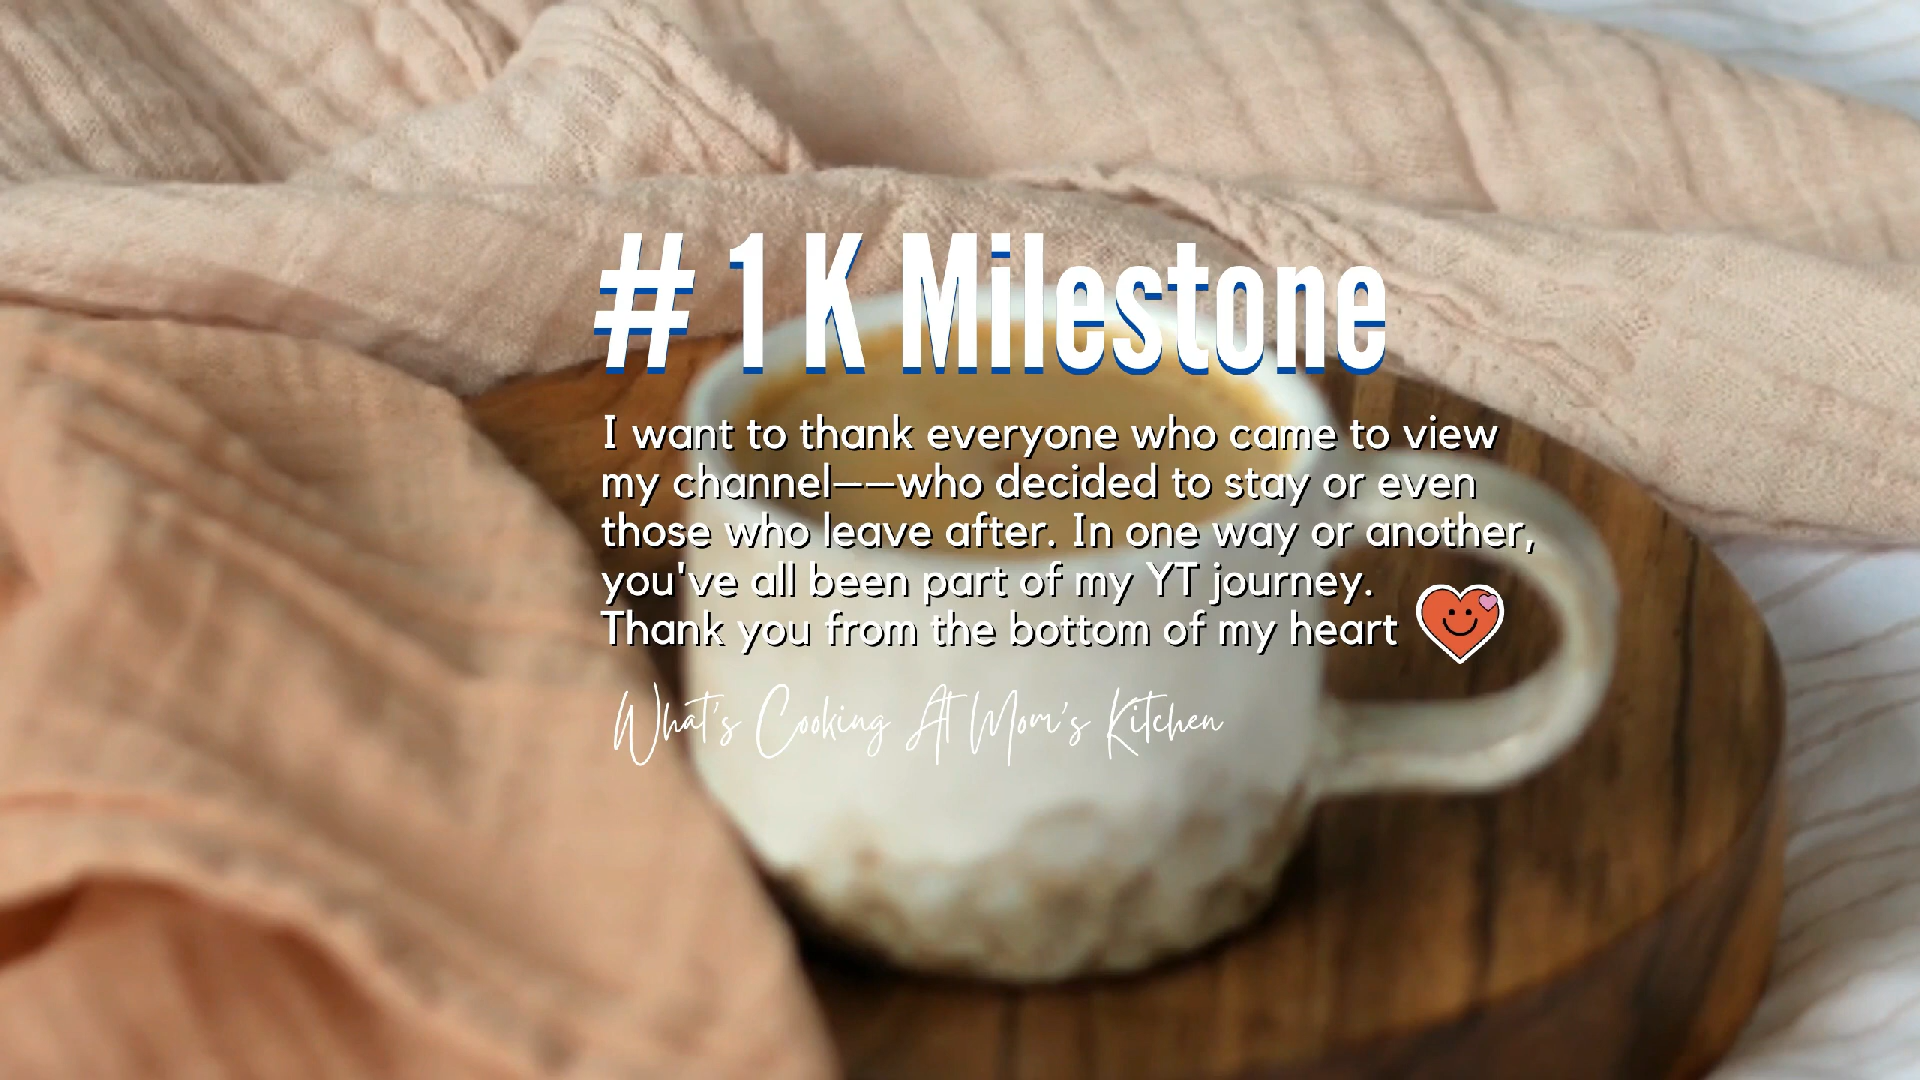 # 1 K Milestone
I want to thank everyone who came to view
my channel——who decided to stay or even
those who leave after. In one way or another,
you've all been part of my YT journey.
Thank you from the bottom of my heart
What's Cooking At Mom's Kitchen